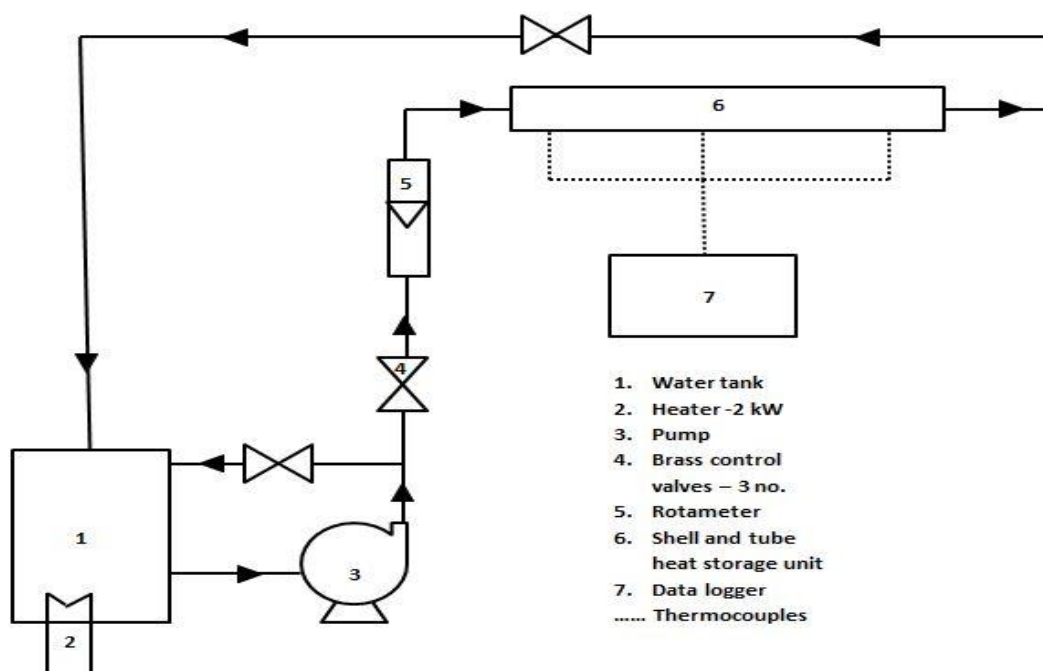 6
5
7
4
1. Water tank
2. Heater -2 kW
3. Pump
4. Brass control
valves – 3 no.
5. Rotameter
6. Shell and tube
heat storage unit
7. Data logger
...... Thermocouples
1
3
2